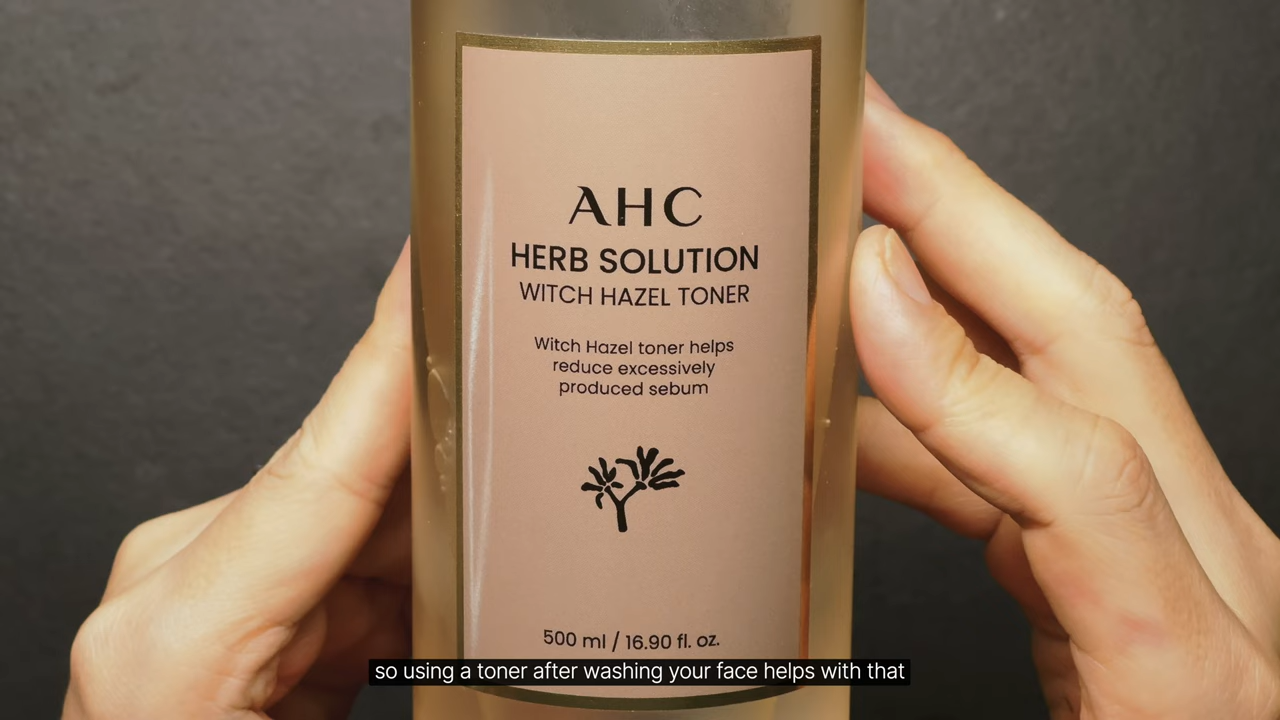 AHC
HERB SOLUTION
WITCH HAZEL TONER
Witch Hazel toner helps
reduce excessively
produced sebum
500 ml / 16.90 fl. oz.
so using a toner after washing your face helps with that